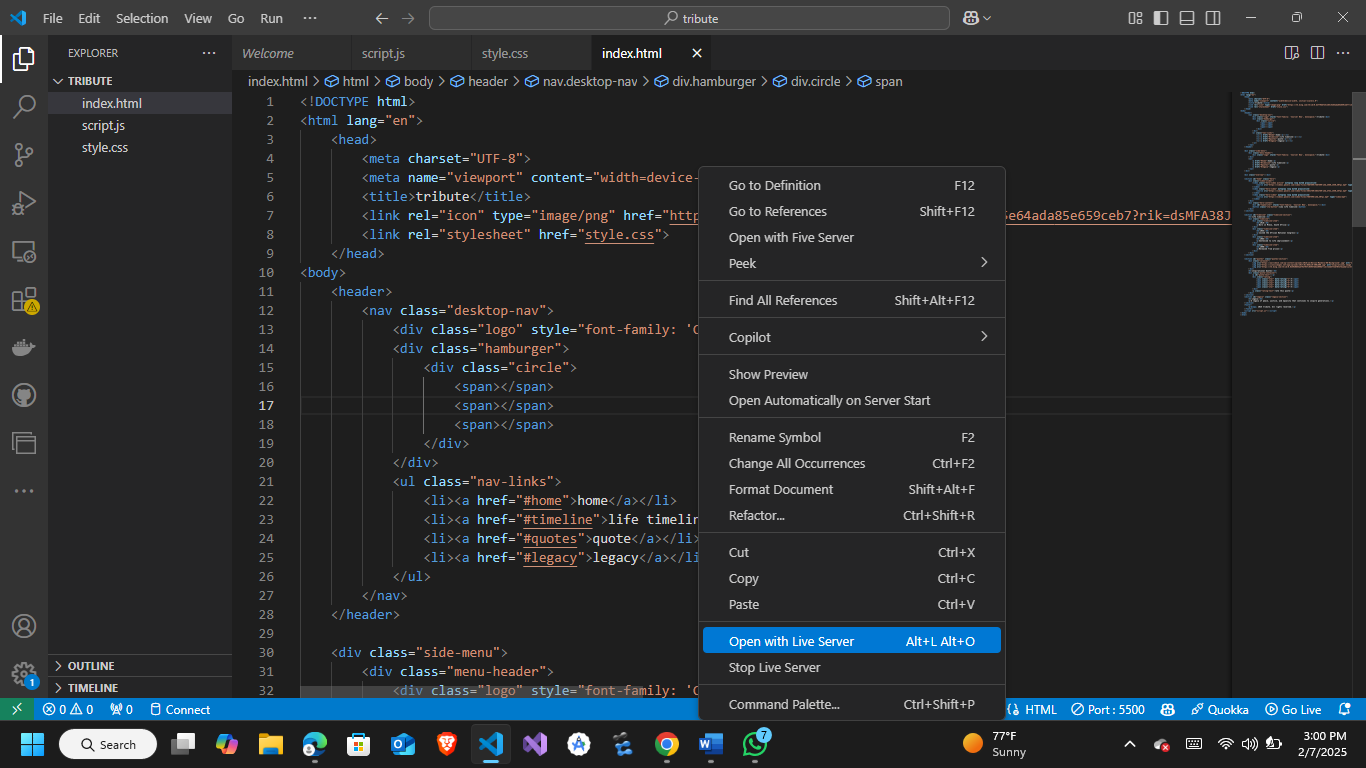 File Edit Selection View Go Run ···
tribute
EXPLORER ···
TRIBUTE
index.html
script.js
style.css
OUTLINE
TIMELINE
Welcome script.js style.css index.html
index.html > html > body > header > nav.desktop-nav > div.hamburger > div.circle > span
1 <!DOCTYPE html>
2 <html lang="en">
3 <head>
4 <meta charset="UTF-8">
5 <meta name="viewport" content="width=device-
6 <title>tribute</title>
7 <link rel="icon" type="image/png" href="http 5e64ada85e659ceb7?rik=dsMFA38J
8 <link rel="stylesheet" href="style.css">
9 </head>
10 <body>
11 <header>
12 <nav class="desktop-nav">
13 <div class="logo" style="font-family: 'C
14 <div class="hamburger">
15 <div class="circle">
16 <span></span>
17 <span></span>
18 <span></span>
19 </div>
20 </div>
21 <ul class="nav-links">
22 <li><a href="#home">home</a></li>
23 <li><a href="#timeline">life timelin
24 <li><a href="#quotes">quote</a></li>
25 <li><a href="#legacy">legacy</a></li
26 </ul>
27 </nav>
28 </header>
29
30 <div class="side-menu">
31 <div class="menu-header">
32 <div class="logo" style="font-family: 'C
Go to Definition F12
Go to References Shift+F12
Open with Five Server
Peek
Find All References Shift+Alt+F12
Copilot
Show Preview
Open Automatically on Server Start
Rename Symbol F2
Change All Occurrences Ctrl+F2
Format Document Shift+Alt+F
Refactor... Ctrl+Shift+R
Cut Ctrl+X
Copy Ctrl+C
Paste Ctrl+V
Open with Live Server Alt+L Alt+O
Stop Live Server
Command Palette... Ctrl+Shift+P
1
0 0 0 Connect
HTML Port : 5500 Quokka Go Live
Search
7
77°F
Sunny
3:00 PM
2/7/2025